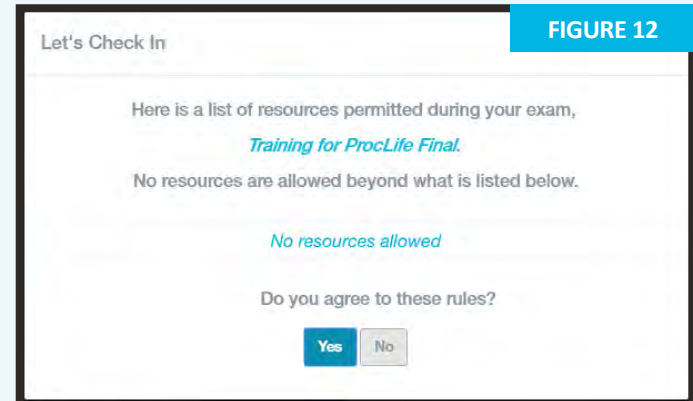 FIGURE 12
Let's Check In
Here is a list of resources permitted during your exam,
Training for ProcLife Final.
No resources are allowed beyond what is listed below.
No resources allowed
Do you agree to these rules?
Yes No